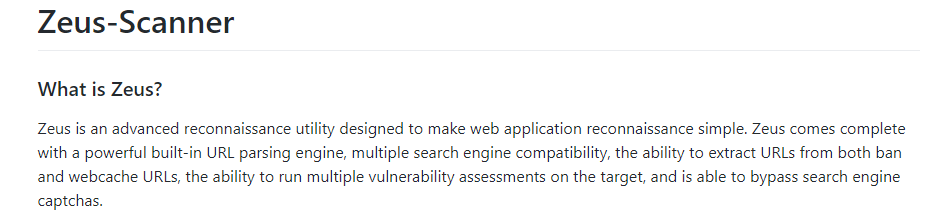 Zeus-Scanner
What is Zeus?
Zeus is an advanced reconnaissance utility designed to make web application reconnaissance simple. Zeus comes complete
with a powerful built-in URL parsing engine, multiple search engine compatibility, the ability to extract URLs from both ban
and webcache URLs, the ability to run multiple vulnerability assessments on the target, and is able to bypass search engine
captchas.